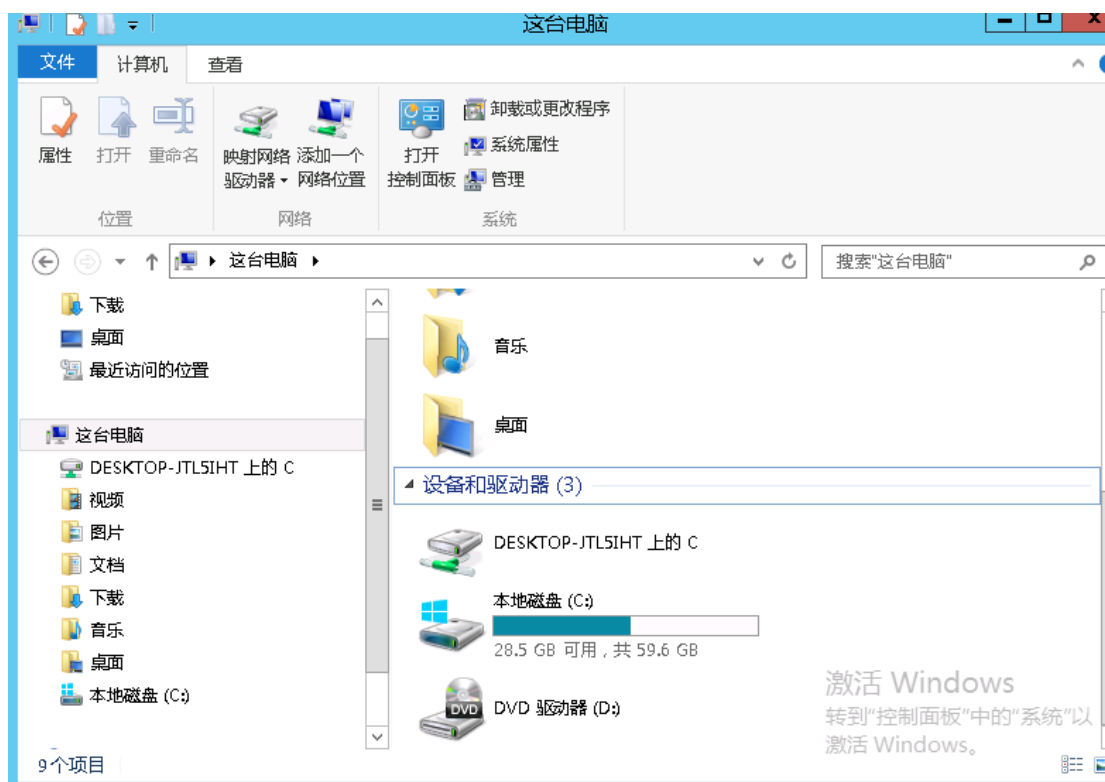 这台电脑
文件 计算机 查看
属性 打开 重命名 映射网络驱动器 添加一个网络位置 打开控制面板 卸载或更改程序
系统属性
管理
位置 网络 系统
这台电脑 搜索"这台电脑"
下载
桌面
最近访问的位置
这台电脑
DESKTOP-JTL5IHT 上的 C
视频
图片
文档
下载
音乐
桌面
本地磁盘 (C:)
音乐
桌面
设备和驱动器 (3)
DESKTOP-JTL5IHT 上的 C
本地磁盘 (C:)
28.5 GB 可用 , 共 59.6 GB
DVD
DVD 驱动器 (D:)
激活 Windows
转到"控制面板"中的"系统"以
激活 Windows。
9个项目